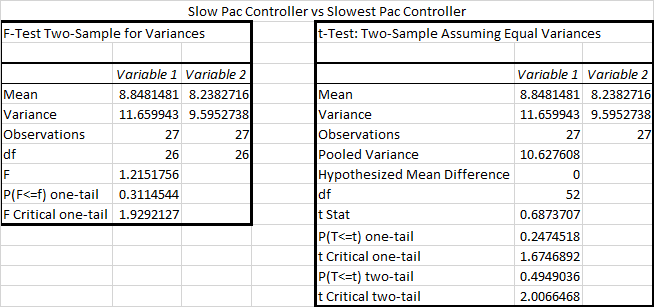 Slow Pac Controller vs Slowest Pac Controller
F-Test Two-Sample for Variances
Variable 1 Variable 2
Mean 8.8481481 8.2382716
Variance 11.659943 9.5952738
Observations 27 27
df 26 26
F 1.2151756
P(F<=f) one-tail 0.3114544
F Critical one-tail 1.9292127
t-Test: Two-Sample Assuming Equal Variances
Variable 1 Variable 2
Mean 8.8481481 8.2382716
Variance 11.659943 9.5952738
Observations 27 27
Pooled Variance 10.627608
Hypothesized Mean Difference 0
df 52
t Stat 0.6873707
P(T<=t) one-tail 0.2474518
t Critical one-tail 1.6746892
P(T<=t) two-tail 0.4949036
t Critical two-tail 2.0066468